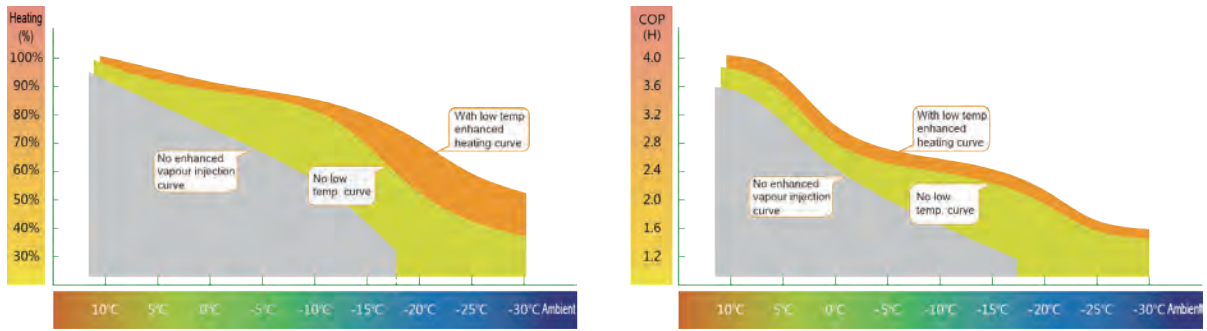 Heating
(%)
100%
90%
80%
70%
60%
50%
40%
30%
With low temp
enhanced
heating curve
No enhanced
vapour injection
curve
No low
temp. curve
10℃ 5℃ 0℃ -5℃ -10℃ -15℃ -20℃ -25℃ -30℃ Ambient
COP
(H)
4.0
3.6
3.2
2.8
2.4
2.0
1.6
1.2
With low temp
enhanced
heating curve
No enhanced
vapour injection
curve
No low
temp. curve
10℃ 5℃ 0℃ -5℃ -10℃ -15℃ -20℃ -25℃ -30℃ Ambient